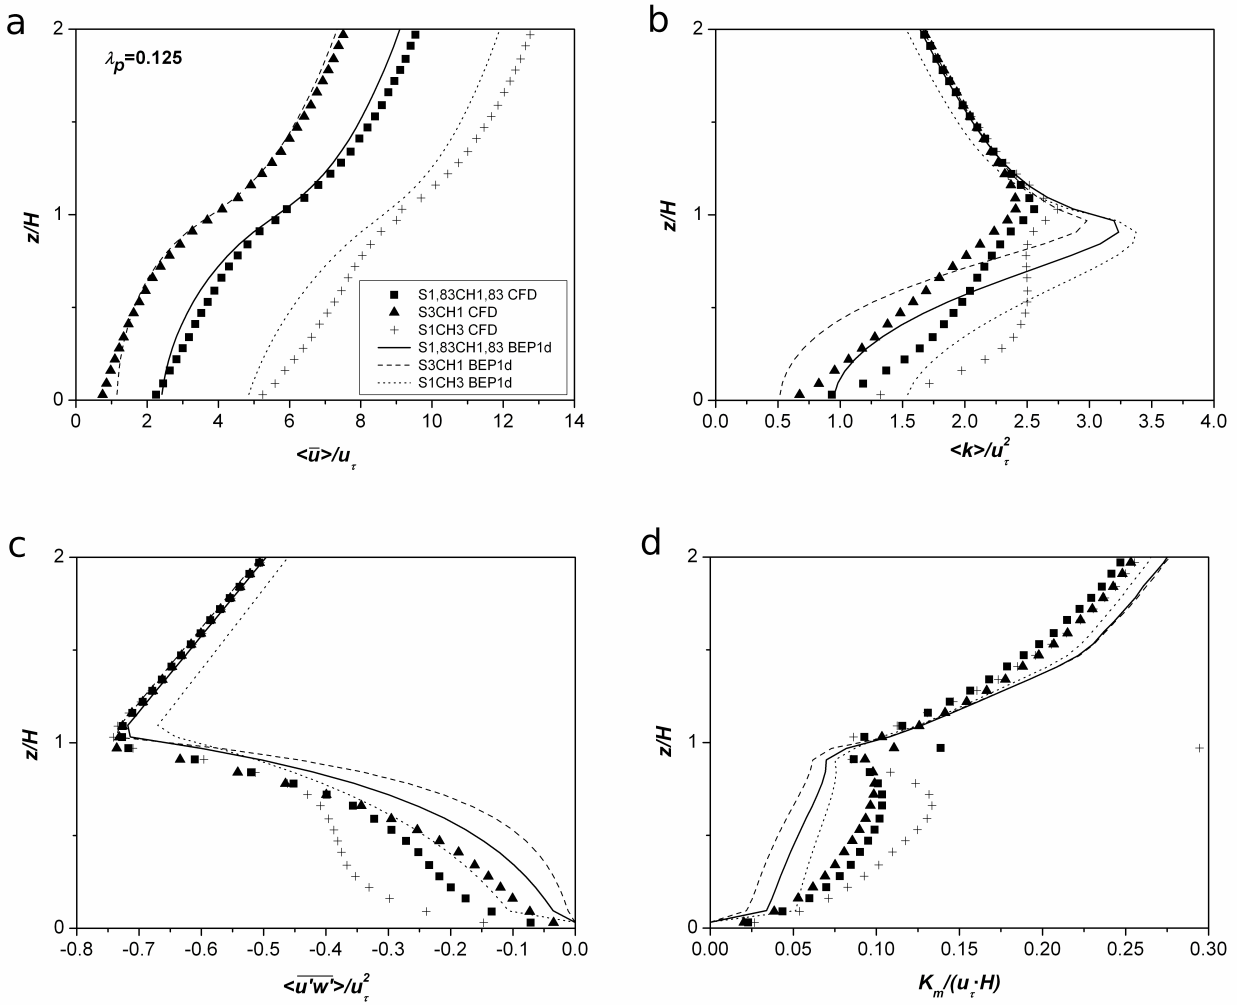 a
λp=0.125
2
1
0
z/H
0 2 4 6 8 10 12 14
<u̅>/uτ
S1,83CH1,83 CFD
S3CH1 CFD
S1CH3 CFD
S1,83CH1,83 BEP1d
S3CH1 BEP1d
S1CH3 BEP1d
b
2
1
0
z/H
0.0 0.5 1.0 1.5 2.0 2.5 3.0 3.5 4.0
<k>/uτ²
c
2
1
0
z/H
-0.8 -0.7 -0.6 -0.5 -0.4 -0.3 -0.2 -0.1 0.0
<u'w'>/uτ²
d
2
1
0
z/H
0.00 0.05 0.10 0.15 0.20 0.25 0.30
Km/(uτ·H)